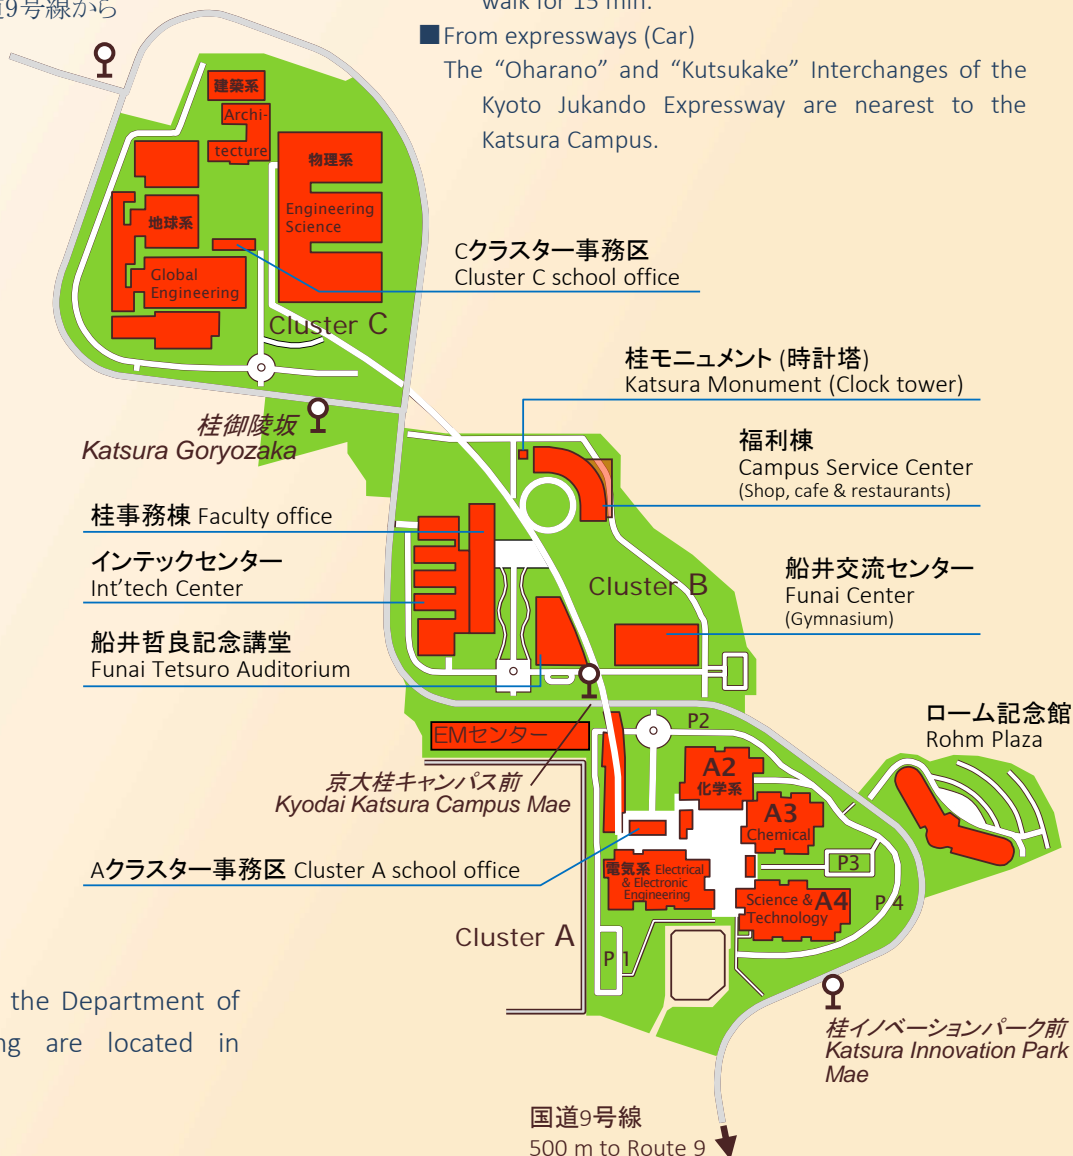 道9号線から
walk for 15 min.
■From expressways (Car)
The “Oharano” and “Kutsukake” Interchanges of the
Kyoto Jukando Expressway are nearest to the
Katsura Campus.
建築系
Archi-
tecture
物理系
Engineering
Science
地球系
Global
Engineering
Cluster C
Cクラスター事務区
Cluster C school office
桂モニュメント (時計塔)
Katsura Monument (Clock tower)
桂御陵坂
Katsura Goryozaka
福利棟
Campus Service Center
(Shop, cafe & restaurants)
桂事務棟 Faculty office
インテックセンター
Int’tech Center
Cluster B
船井交流センター
Funai Center
(Gymnasium)
船井哲良記念講堂
Funai Tetsuro Auditorium
EMセンター
P2
ローム記念館
Rohm Plaza
京大桂キャンパス前
Kyodai Katsura Campus Mae
A2
化学系
A3
Chemical
Aクラスター事務区 Cluster A school office
電気系 Electrical
& Electronic
Engineering
P3
Science & A4
Technology
P 4
Cluster A
P 1
the Department of
ng are located in
桂イノベーションパーク前
Katsura Innovation Park
Mae
国道9号線
500 m to Route 9